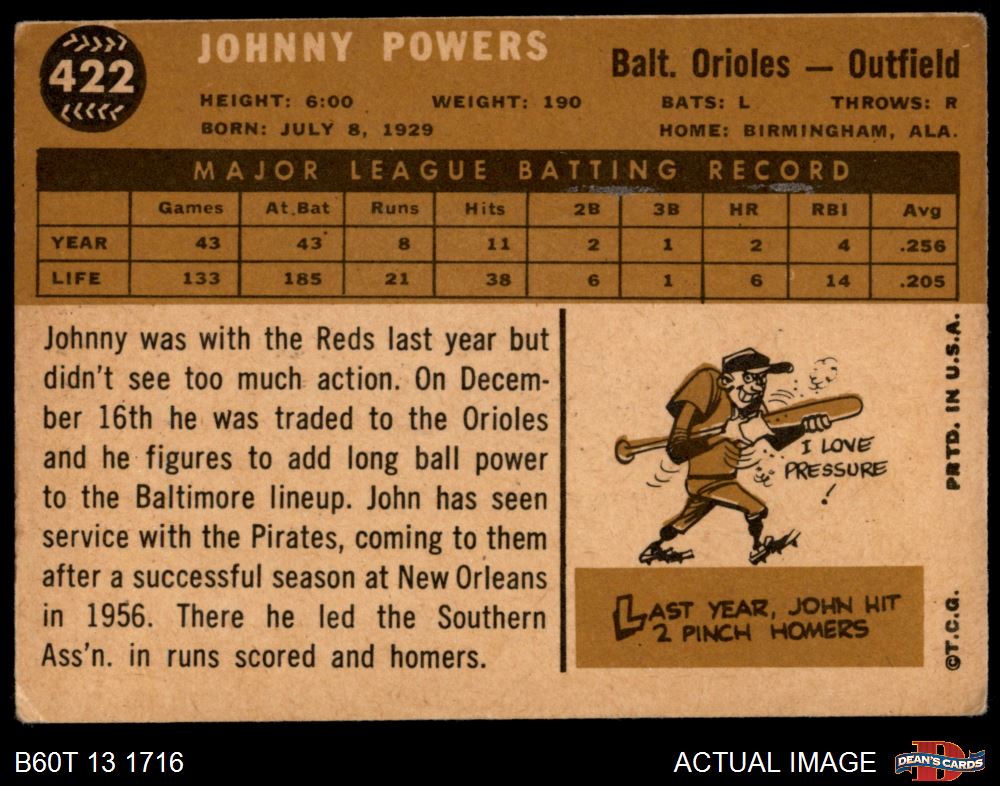 422
JOHNNY POWERS
Balt. Orioles — Outfield
HEIGHT: 6:00 WEIGHT: 190 BATS: L THROWS: R
BORN: JULY 8, 1929 HOME: BIRMINGHAM, ALA.
MAJOR LEAGUE BATTING RECORD
Games At.Bat Runs Hits 2B 3B HR RBI Avg
YEAR 43 43 8 11 2 1 2 4 .256
LIFE 133 185 21 38 6 1 6 14 .205
Johnny was with the Reds last year but
didn't see too much action. On Decem-
ber 16th he was traded to the Orioles
and he figures to add long ball power
to the Baltimore lineup. John has seen
service with the Pirates, coming to them
after a successful season at New Orleans
in 1956. There he led the Southern
Ass'n. in runs scored and homers.
I LOVE
PRESSURE
!
LAST YEAR, JOHN HIT
2 PINCH HOMERS
©T.C.G. PRTD. IN U.S.A.
B60T 13 1716
ACTUAL IMAGE
D
DEAN'S CARDS